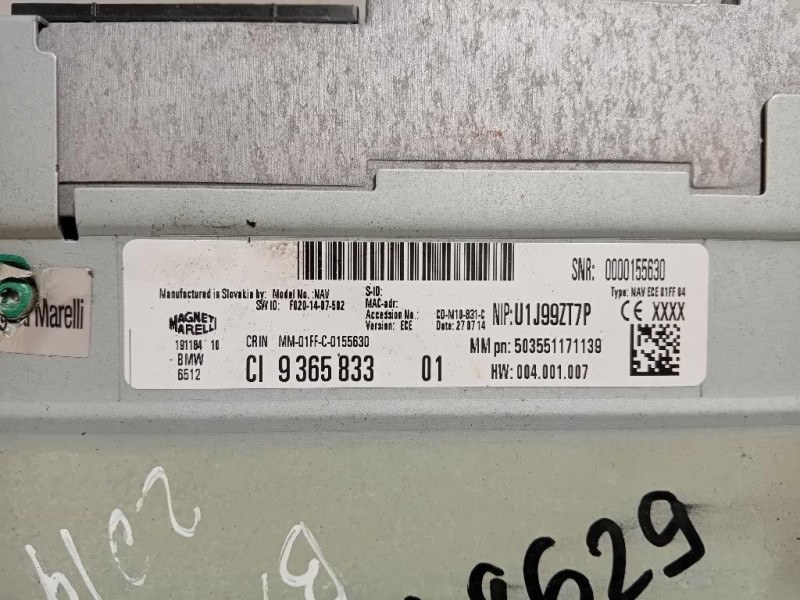 SNR: 0000155630
Manufactured in Slovakia by: Model No.: NAV
SW ID: F020-14-07-502
S-ID:
MAC-adr:
Accession No.: CD-M10-831-C
Version: ECE Date: 27 07 14
NIP: U1J99ZT7P
Type: NAV ECE 01FF 04
CE XXXX
MAGNETI MARELLI
191184 10
BMW
6512
CRIN MM-01FF-C-0155630
CI 9 365 833 01
MM pn: 503551171139
HW: 004.001.007
Marelli
2014
9629